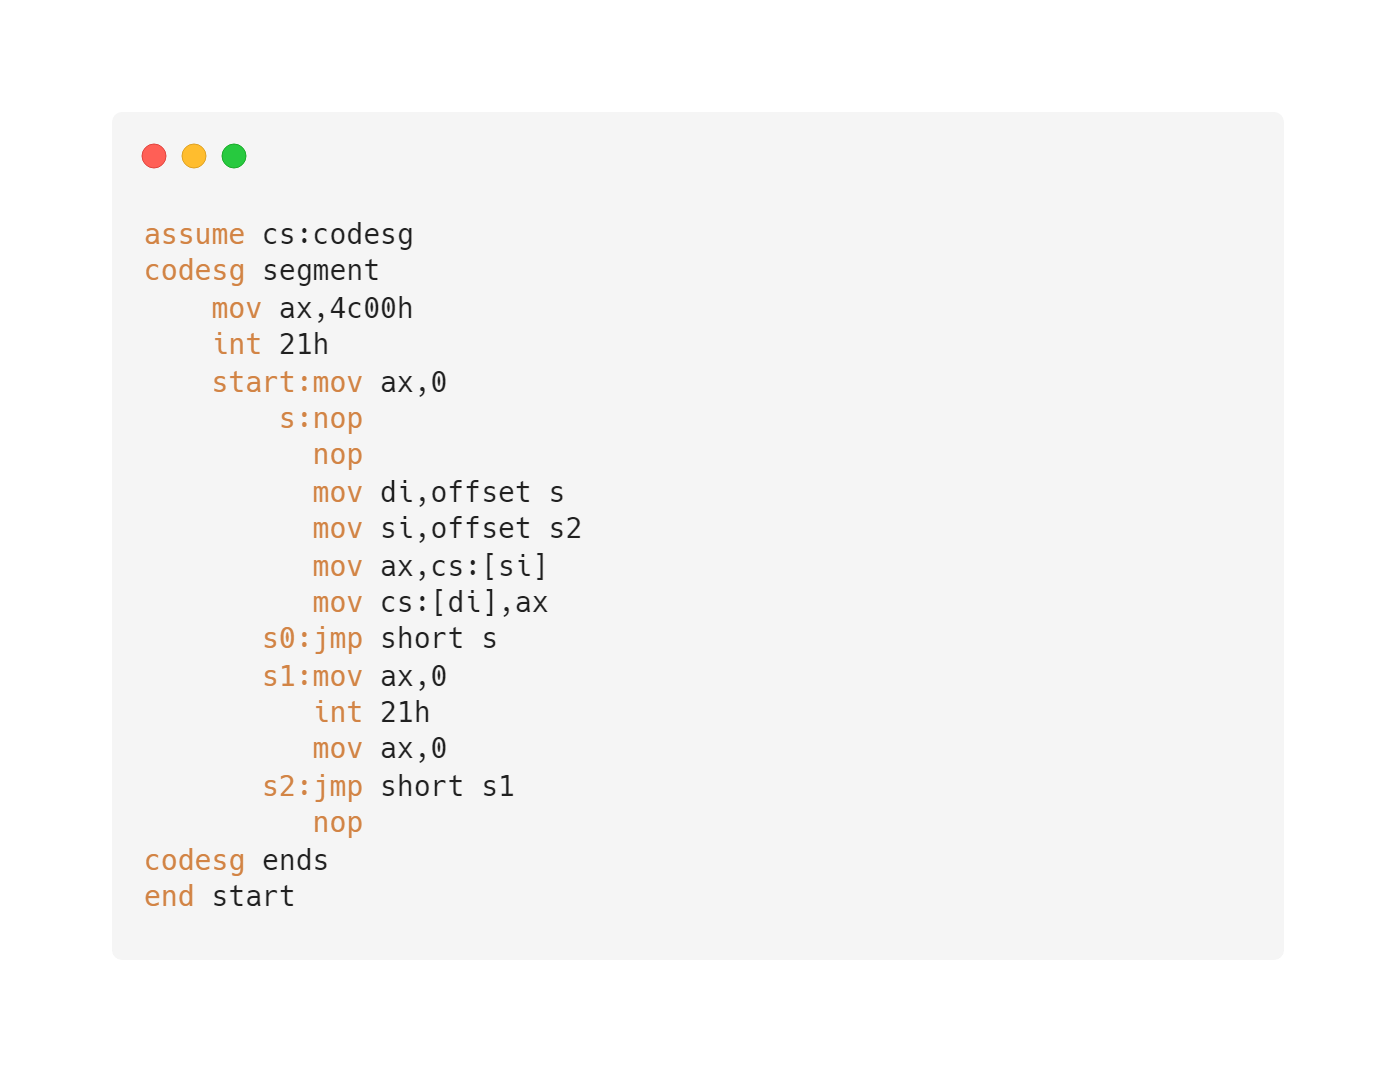 assume cs:codesg
codesg segment
    mov ax,4c00h
    int 21h
    start:mov ax,0
        s:nop
          nop
          mov di,offset s
          mov si,offset s2
          mov ax,cs:[si]
          mov cs:[di],ax
       s0:jmp short s
       s1:mov ax,0
          int 21h
          mov ax,0
       s2:jmp short s1
          nop
codesg ends
end start